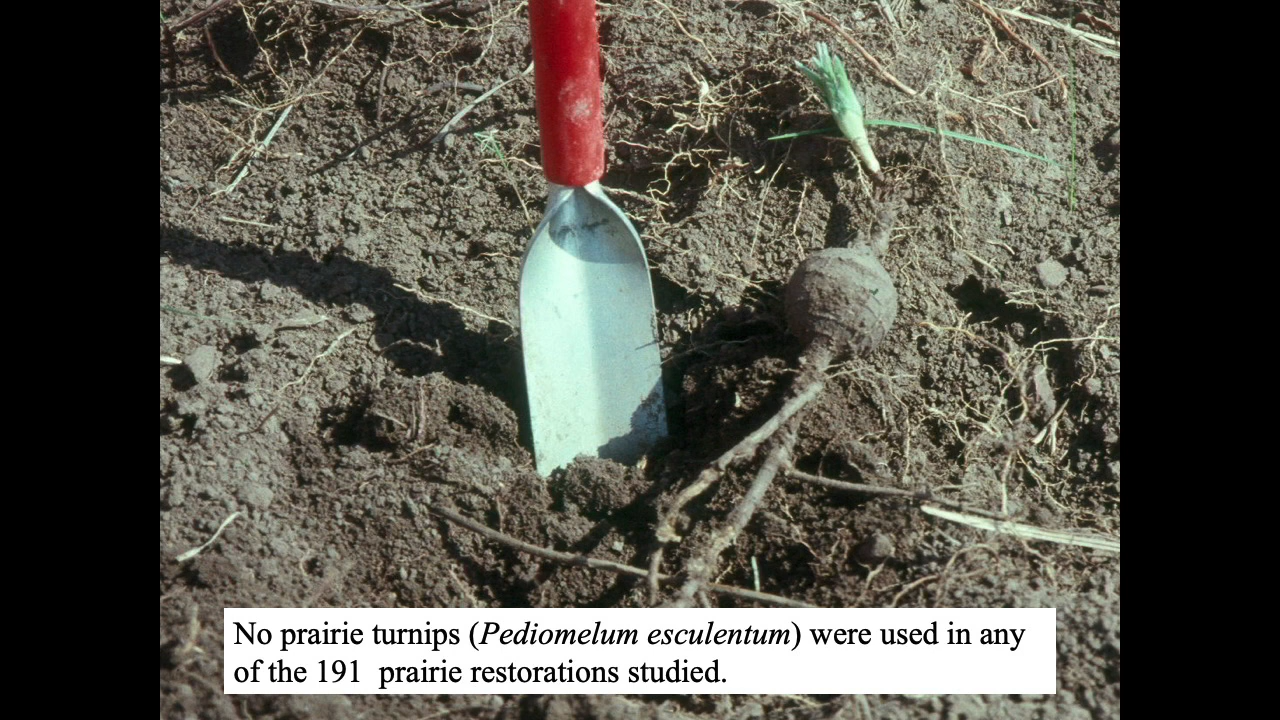 No prairie turnips (Pediomelum esculentum) were used in any
of the 191  prairie restorations studied.